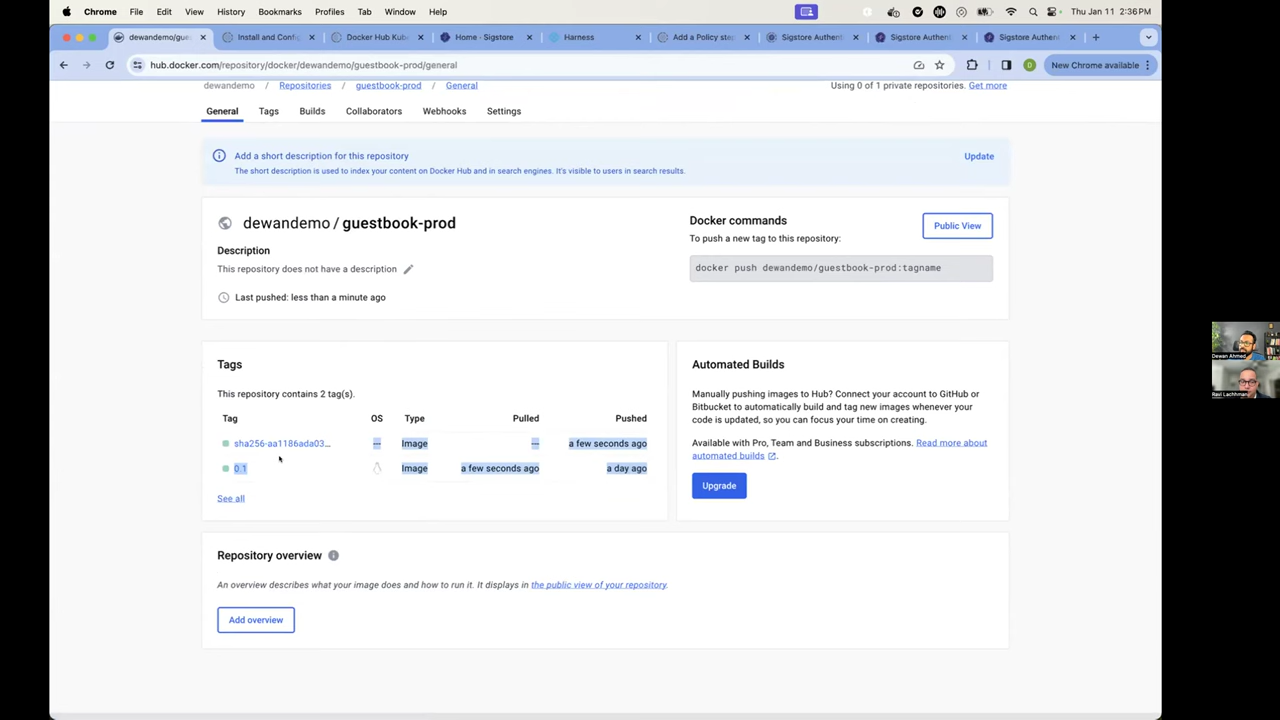 Chrome File Edit View History Bookmarks Profiles Tab Window Help Thu Jan 11 2:36 PM
dewandemo/gues Install and Config Docker Hub Kube Home - Sigstore Harness Add a Policy step Sigstore Authenti Sigstore Authenti Sigstore Authenti
hub.docker.com/repository/docker/dewandemo/guestbook-prod/general New Chrome available
dewandemo / Repositories / guestbook-prod / General Using 0 of 1 private repositories. Get more
General Tags Builds Collaborators Webhooks Settings
Add a short description for this repository Update
The short description is used to index your content on Docker Hub and in search engines. It's visible to users in search results.
dewandemo / guestbook-prod
Description
This repository does not have a description
Last pushed: less than a minute ago
Docker commands
Public View
To push a new tag to this repository:
docker push dewandemo/guestbook-prod:tagname
Tags
This repository contains 2 tag(s).
Tag OS Type Pulled Pushed
sha256-aa1186ada03... --- Image --- a few seconds ago
0.1 Image a few seconds ago a day ago
See all
Automated Builds
Manually pushing images to Hub? Connect your account to GitHub or
Bitbucket to automatically build and tag new images whenever your
code is updated, so you can focus your time on creating.
Available with Pro, Team and Business subscriptions. Read more about
automated builds
Upgrade
Repository overview
An overview describes what your image does and how to run it. It displays in the public view of your repository.
Add overview
Dewan Ahmed
Ravi Lachhman